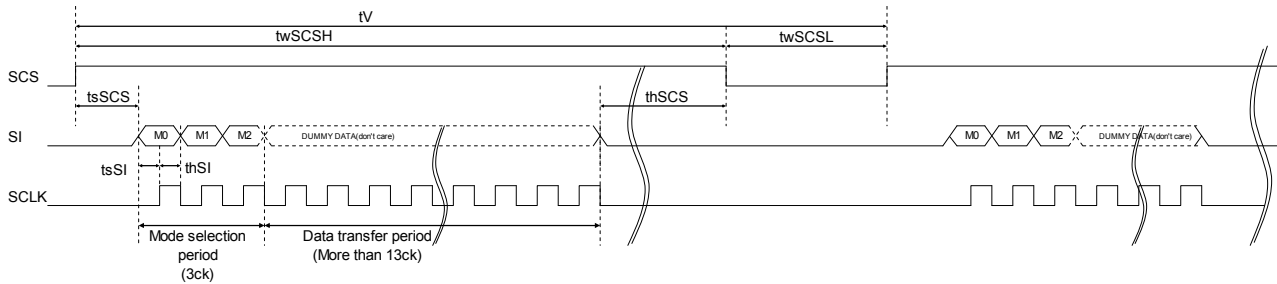 tV
twSCSH
twSCSL
SCS
tsSCS
thSCS
SI
M0
M1
M2
DUMMY DATA(don't care)
M0
M1
M2
DUMMY DATA(don't care)
tsSI
thSI
SCLK
Mode selection
period
(3ck)
Data transfer period
(More than 13ck)